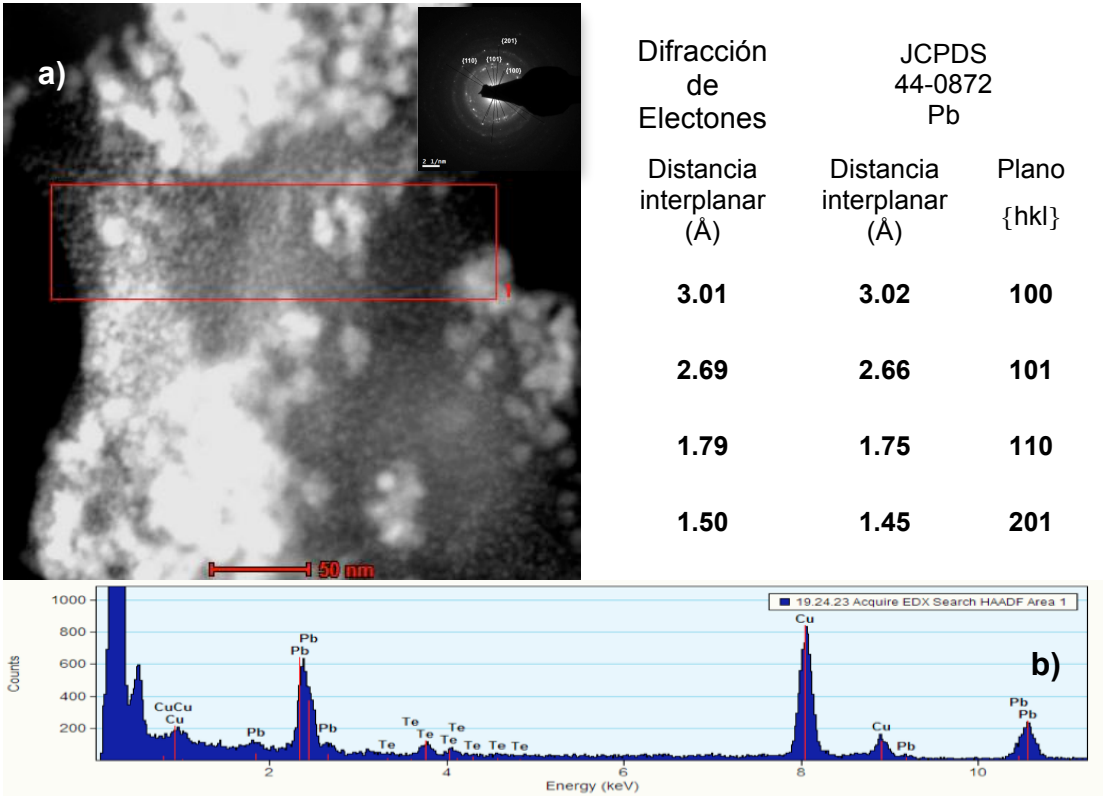 a)
{201}
{110}
{101}
{100}
2 1/nm
1
50 nm
Difracción
de
Electones
JCPDS
44-0872
Pb
Distancia
interplanar
(Å)
Distancia
interplanar
(Å)
Plano
{hkl}
3.01 3.02 100
2.69 2.66 101
1.79 1.75 110
1.50 1.45 201
19.24.23 Acquire EDX Search HAADF Area 1
b)
Counts
1000
800
600
400
200
CuCu
Cu
Pb
Pb
Pb
Pb
Te
Te
Te
Te
Te
Te
Te
Cu
Cu
Pb
Pb
Pb
2 4 6 8 10
Energy (keV)